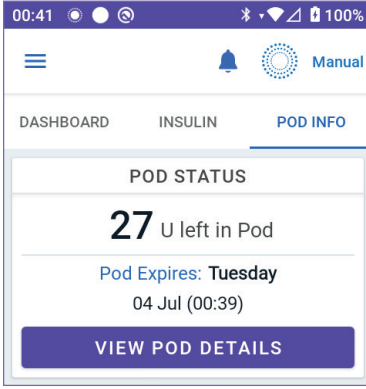 00:41 100%
Manual
DASHBOARD INSULIN POD INFO
POD STATUS
27 U left in Pod
Pod Expires: Tuesday
04 Jul (00:39)
VIEW POD DETAILS